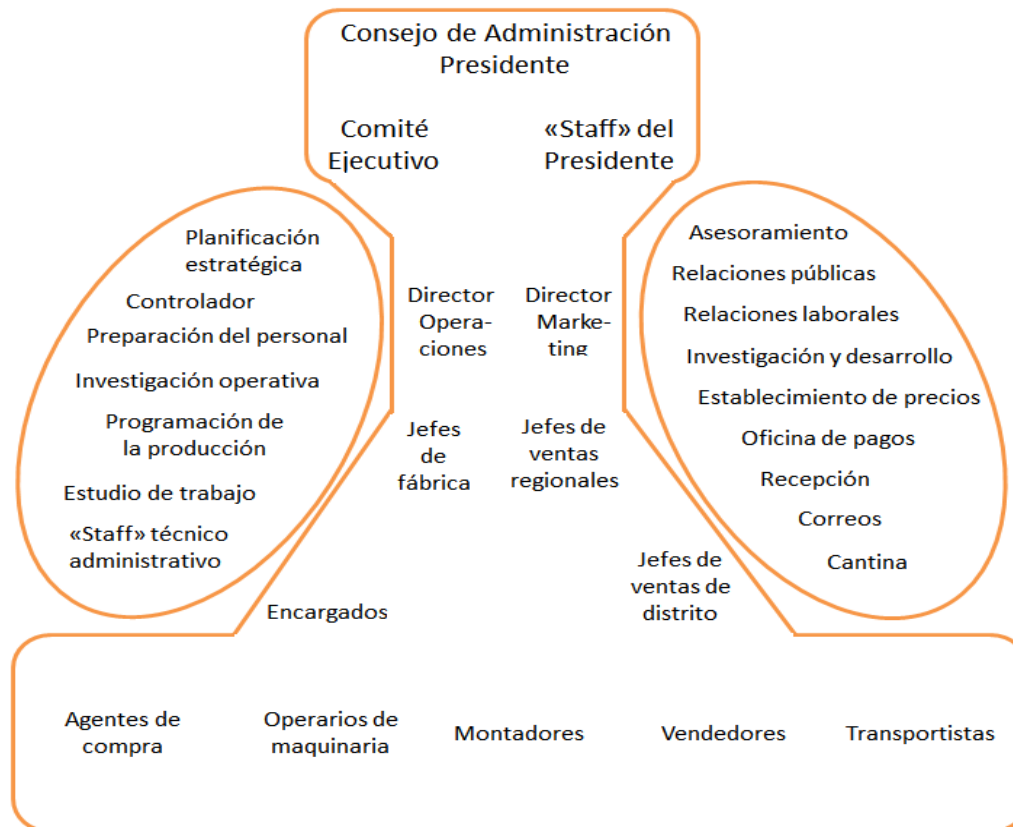 Consejo de Administración
Presidente
Comité
Ejecutivo
«Staff» del
Presidente
Planificación
estratégica
Controlador
Preparación del personal
Investigación operativa
Programación de
la producción
Estudio de trabajo
«Staff» técnico
administrativo
Director
Opera-
ciones
Director
Marke-
ting
Jefes
de
fábrica
Jefes de
ventas
regionales
Asesoramiento
Relaciones públicas
Relaciones laborales
Investigación y desarrollo
Establecimiento de precios
Oficina de pagos
Recepción
Correos
Cantina
Encargados
Jefes de
ventas de
distrito
Agentes de
compra
Operarios de
maquinaria
Montadores
Vendedores
Transportistas